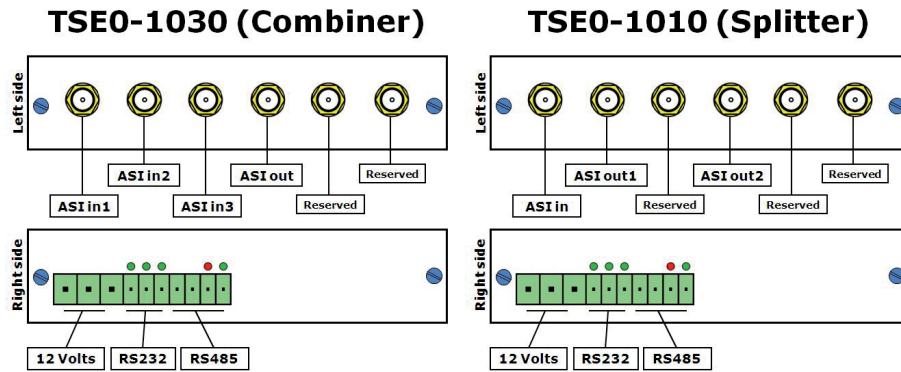 TSE0-1030 (Combiner)
Left side
ASI in2
ASI out
Reserved
ASI in1
ASI in3
Reserved
Right side
12 Volts
RS232
RS485
TSE0-1010 (Splitter)
Left side
ASI out1
ASI out2
Reserved
ASI in
Reserved
Reserved
Right side
12 Volts
RS232
RS485